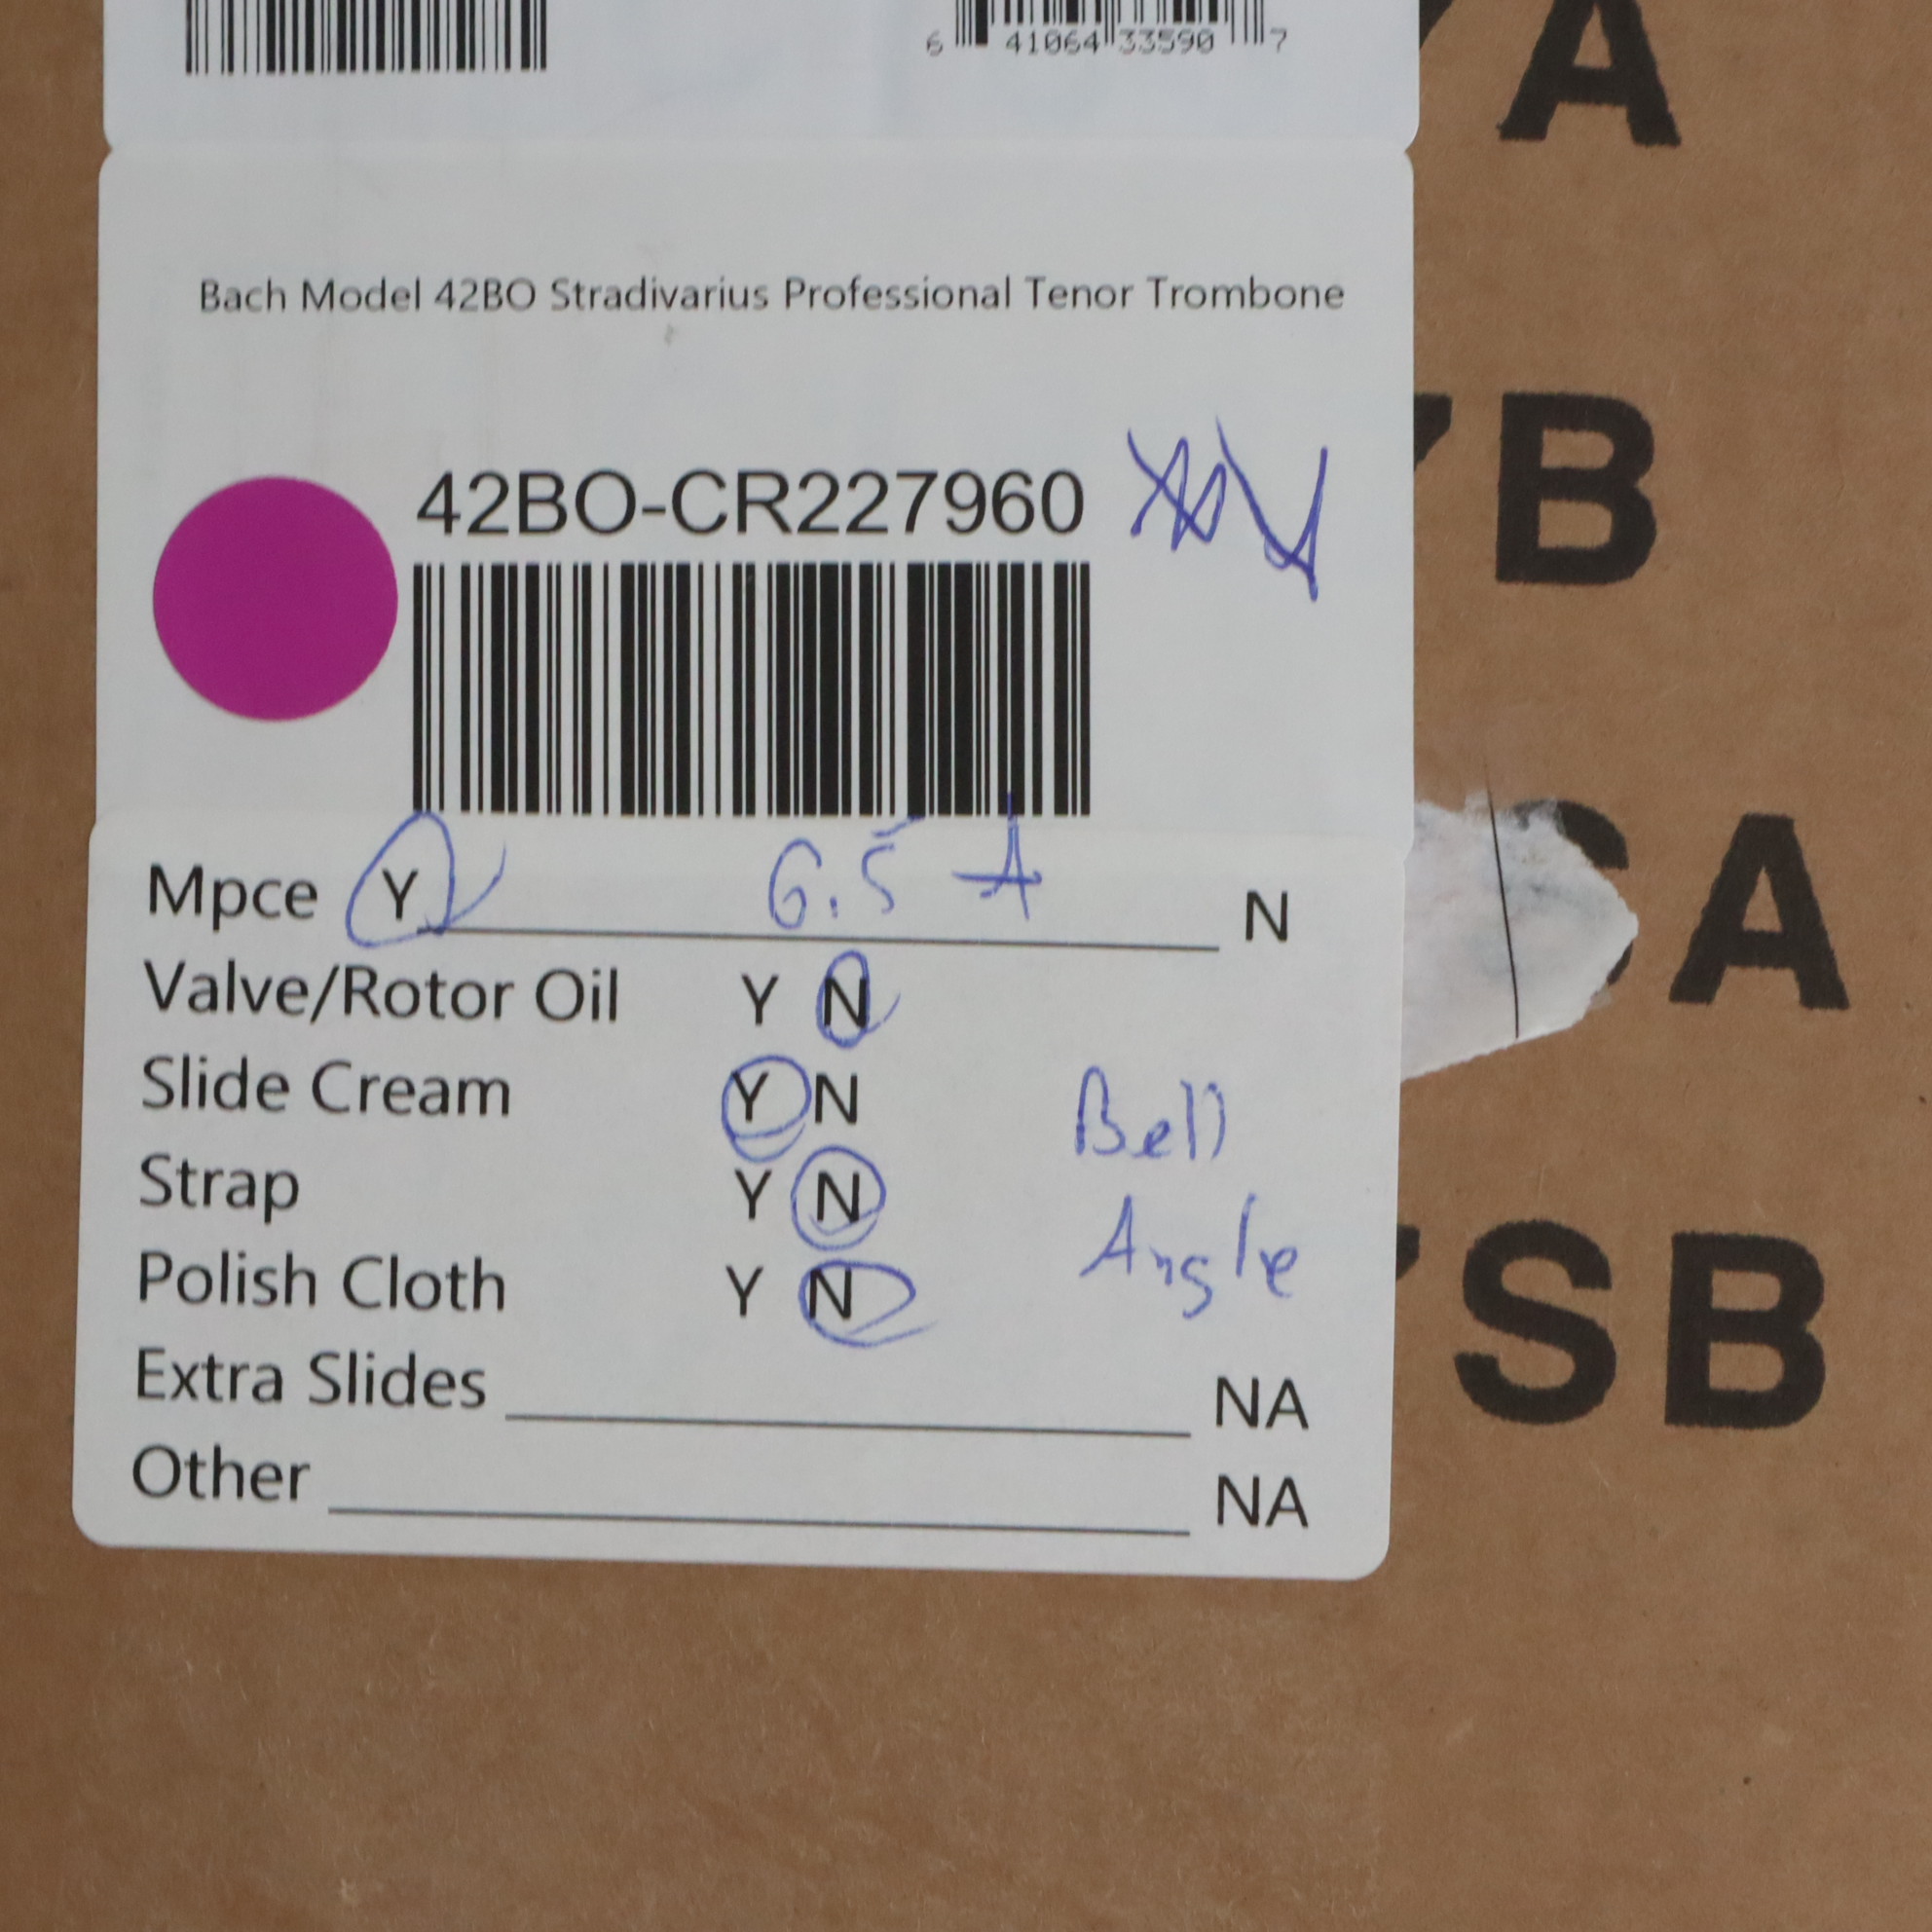 6 41064 33590 7
A
Bach Model 42BO Stradivarius Professional Tenor Trombone
B
42BO-CR227960
Mpce Y 6.5 A N
A
Valve/Rotor Oil Y N
Slide Cream Y N
Bell
Strap Y N
Angle
SB
Polish Cloth Y N
Extra Slides NA
Other NA